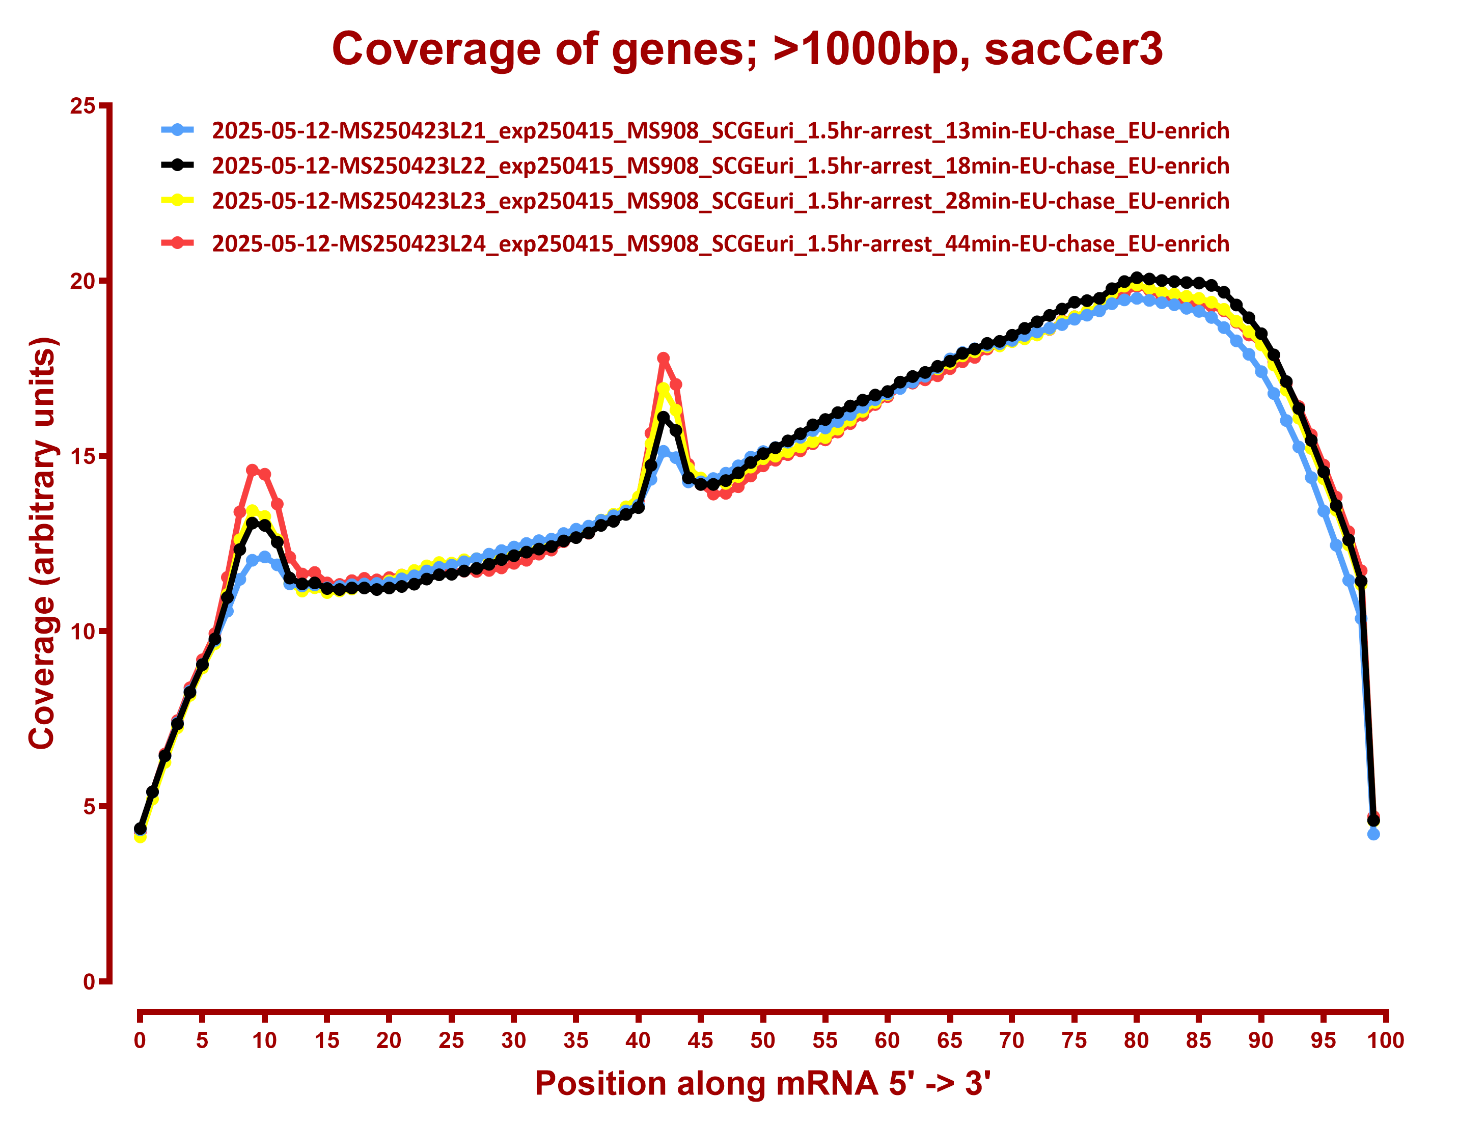 Coverage of genes; >1000bp, sacCer3
2025-05-12-MS250423L21_exp250415_MS908_SCGEuri_1.5hr-arrest_13min-EU-chase_EU-enrich
2025-05-12-MS250423L22_exp250415_MS908_SCGEuri_1.5hr-arrest_18min-EU-chase_EU-enrich
2025-05-12-MS250423L23_exp250415_MS908_SCGEuri_1.5hr-arrest_28min-EU-chase_EU-enrich
2025-05-12-MS250423L24_exp250415_MS908_SCGEuri_1.5hr-arrest_44min-EU-chase_EU-enrich
Coverage (arbitrary units)
25
20
15
10
5
0
0 5 10 15 20 25 30 35 40 45 50 55 60 65 70 75 80 85 90 95 100
Position along mRNA 5' -> 3'